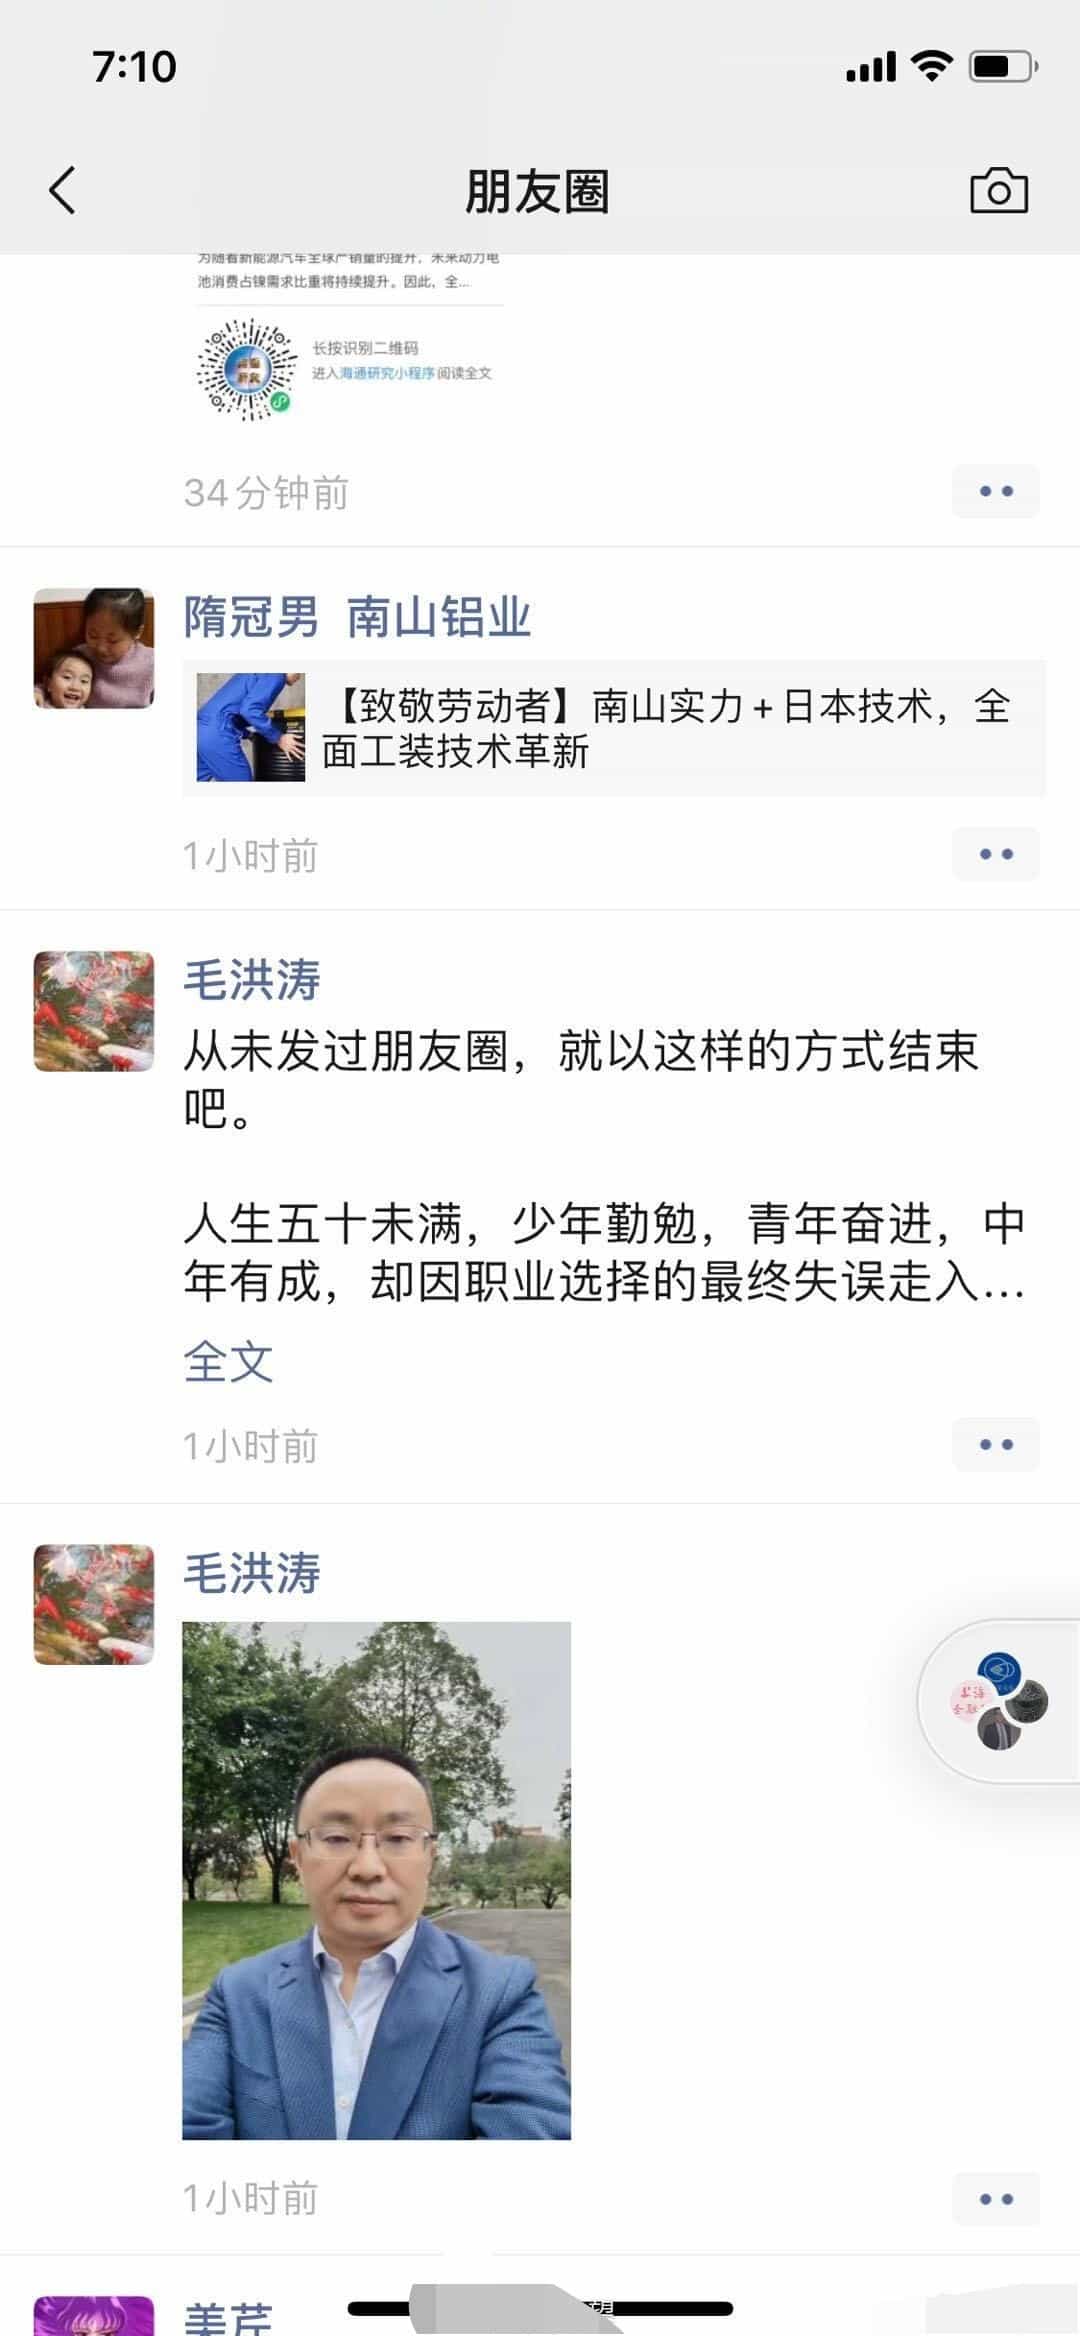 7:10
朋友圈
为随着新能源汽车全球产销量的提升，未来动力电
池消费占镍需求比重将持续提升。因此，全...
长按识别二维码
进入海通研究小程序阅读全文
34分钟前
隋冠男 南山铝业
【致敬劳动者】南山实力＋日本技术，全
面工装技术革新
1小时前
毛洪涛
从未发过朋友圈，就以这样的方式结束
吧。
人生五十未满，少年勤勉，青年奋进，中
年有成，却因职业选择的最终失误走入...
全文
1小时前
毛洪涛
1小时前
美芹